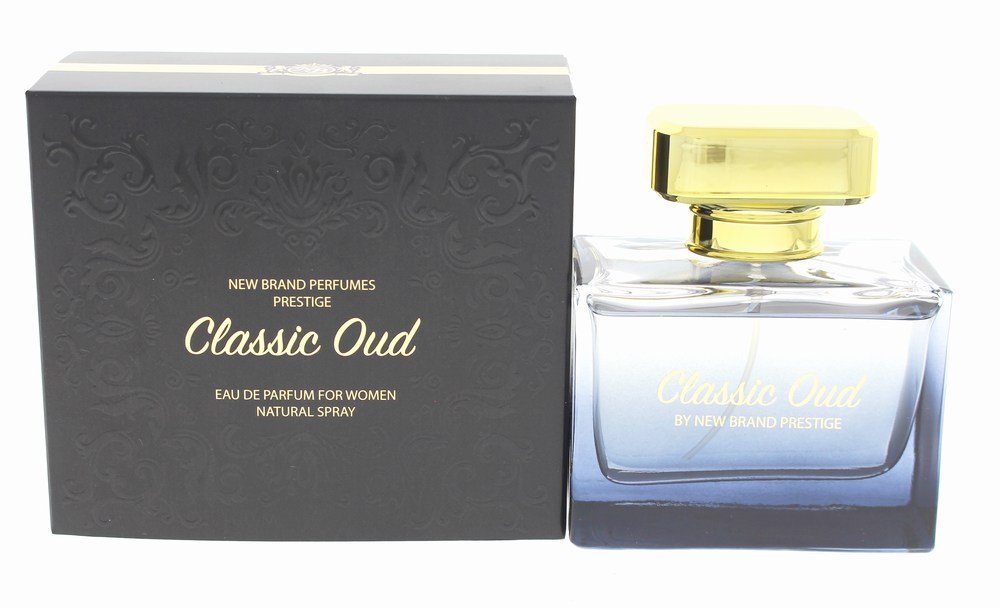 NEW BRAND PERFUMES
PRESTIGE
Classic Oud
EAU DE PARFUM FOR WOMEN
NATURAL SPRAY
Classic Oud
BY NEW BRAND PRESTIGE